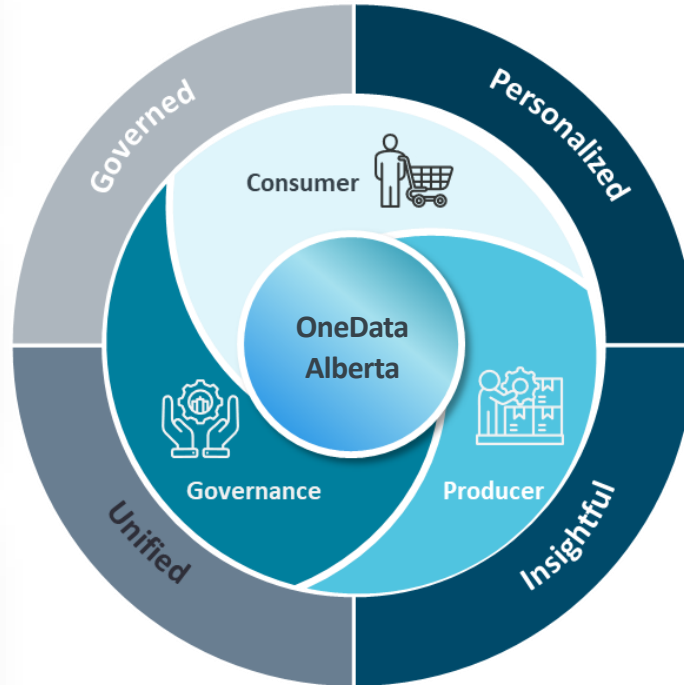 Governed
Personalized
Consumer
OneData
Alberta
Governance
Producer
Unified
Insightful